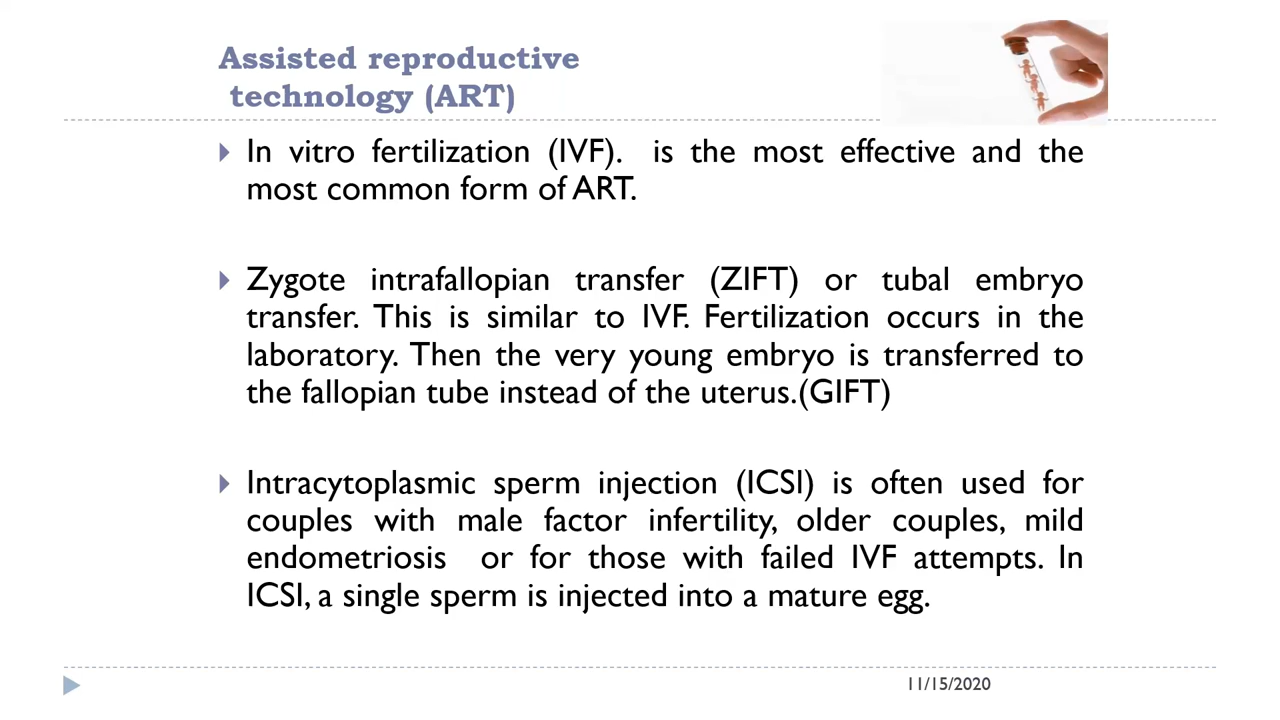 Assisted reproductive
technology (ART)
In vitro fertilization (IVF). is the most effective and the
most common form of ART.
Zygote intrafallopian transfer (ZIFT) or tubal embryo
transfer. This is similar to IVF. Fertilization occurs in the
laboratory. Then the very young embryo is transferred to
the fallopian tube instead of the uterus.(GIFT)
Intracytoplasmic sperm injection (ICSI) is often used for
couples with male factor infertility, older couples, mild
endometriosis or for those with failed IVF attempts. In
ICSI, a single sperm is injected into a mature egg.
11/15/2020